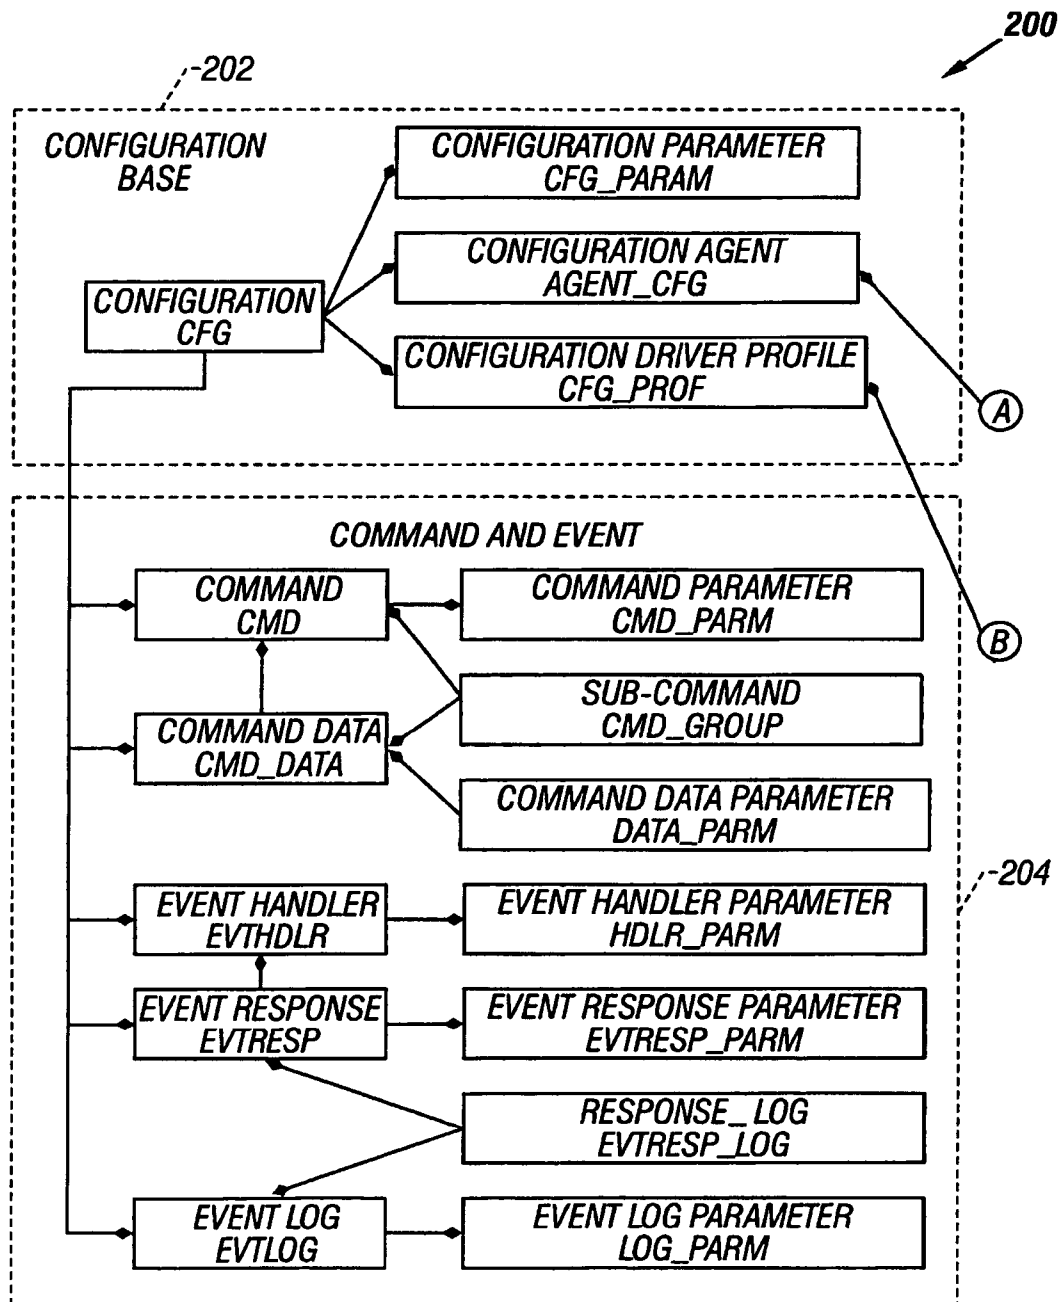 200
202
CONFIGURATION
BASE
CONFIGURATION PARAMETER
CFG_PARAM
CONFIGURATION AGENT
AGENT_CFG
CONFIGURATION
CFG
CONFIGURATION DRIVER PROFILE
CFG_PROF
A
COMMAND AND EVENT
COMMAND
CMD
COMMAND PARAMETER
CMD_PARM
B
SUB-COMMAND
CMD_GROUP
COMMAND DATA
CMD_DATA
COMMAND DATA PARAMETER
DATA_PARM
204
EVENT HANDLER
EVTHDLR
EVENT HANDLER PARAMETER
HDLR_PARM
EVENT RESPONSE
EVTRESP
EVENT RESPONSE PARAMETER
EVTRESP_PARM
RESPONSE_LOG
EVTRESP_LOG
EVENT LOG
EVTLOG
EVENT LOG PARAMETER
LOG_PARM